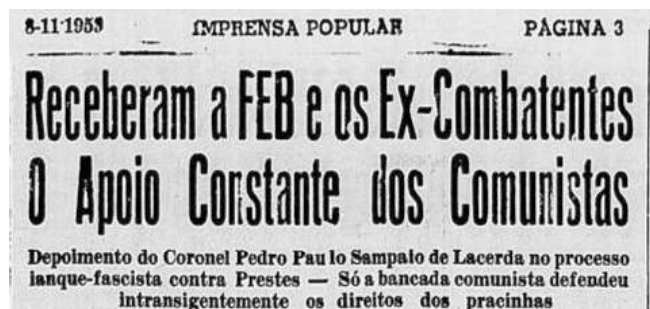 8-11-1953 IMPRENSA POPULAR PÁGINA 3
Receberam a FEB e os Ex-Combatentes
O Apoio Constante dos Comunistas
Depoimento do Coronel Pedro Paulo Sampaio de Lacerda no processo
ianque-fascista contra Prestes — Só a bancada comunista defendeu
intransigentemente os direitos dos pracinhas